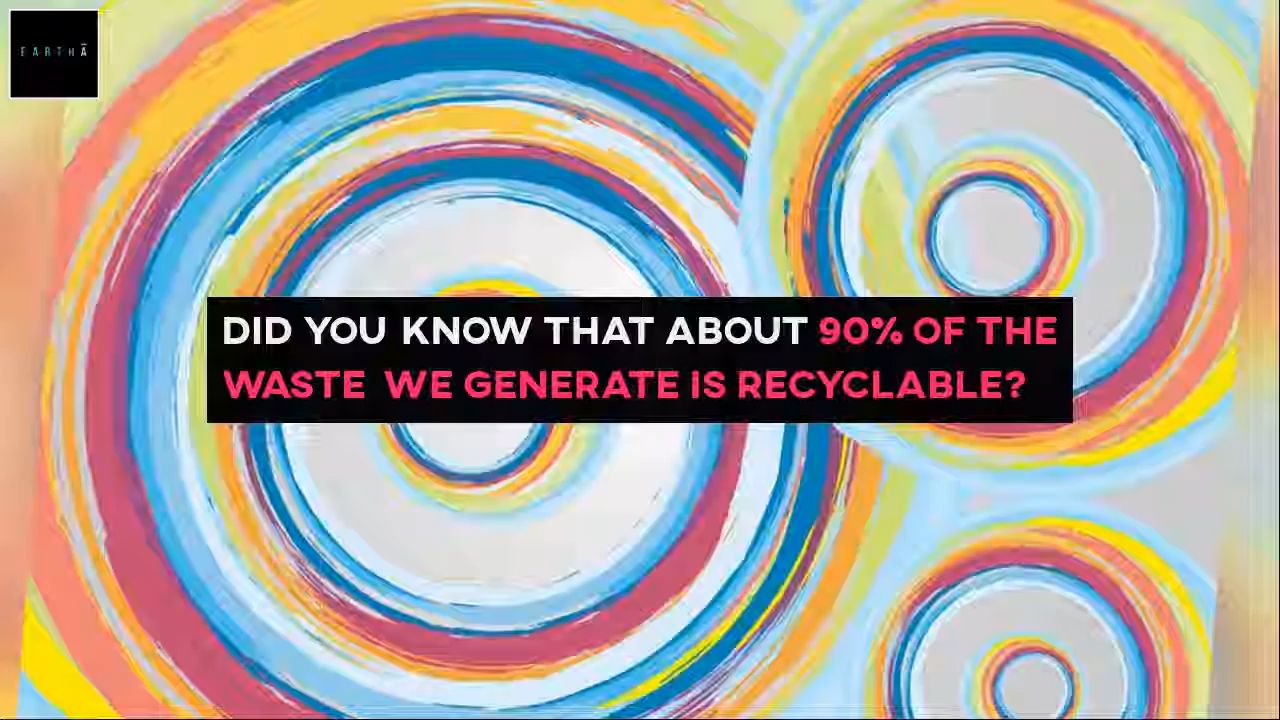 EARTHĀ
DID YOU KNOW THAT ABOUT 90% OF THE
WASTE WE GENERATE IS RECYCLABLE?